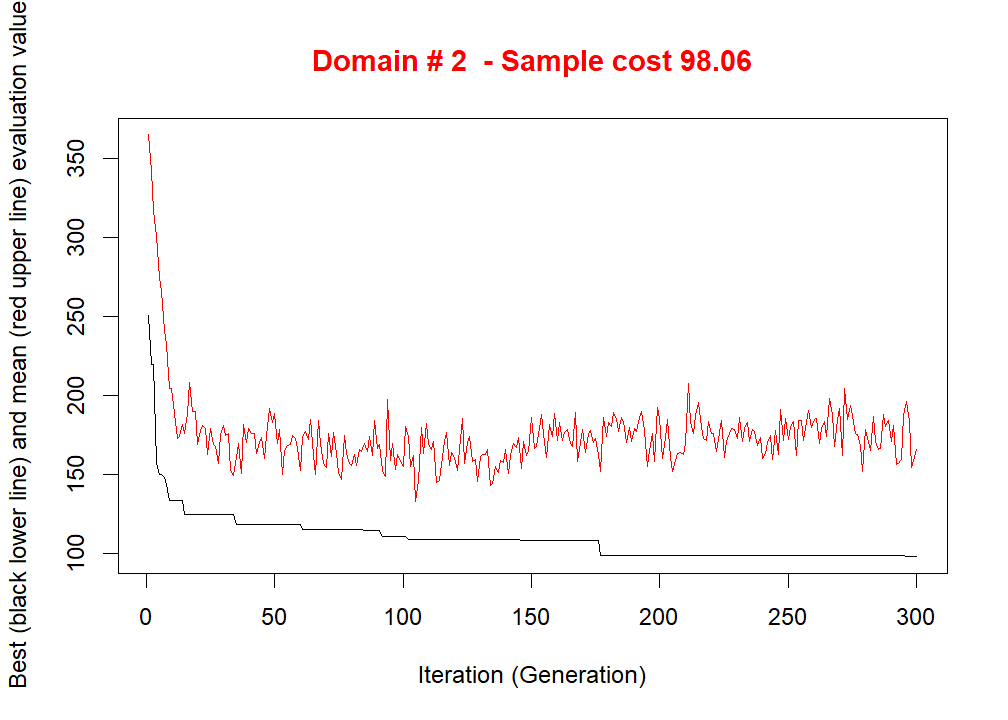 Domain # 2  - Sample cost 98.06
Best (black lower line) and mean (red upper line) evaluation value
350
300
250
200
150
100
0 50 100 150 200 250 300
Iteration (Generation)